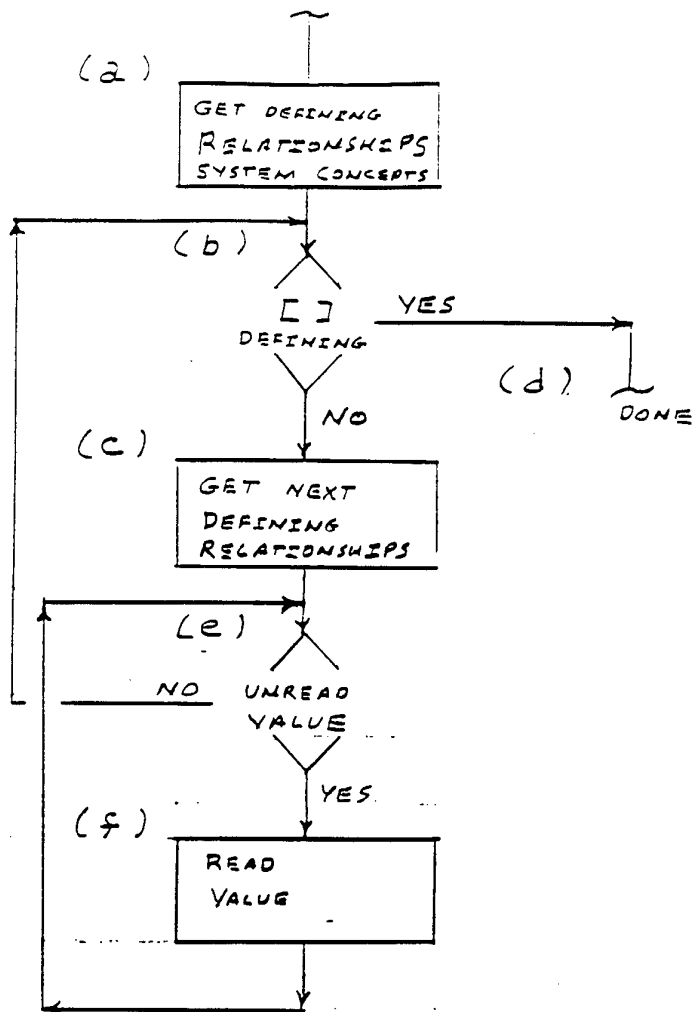 (a)
GET DEFINING
RELATIONSHIPS
SYSTEM CONCEPTS
(b)
[ ]
DEFINING
YES
(d)
DONE
NO
(c)
GET NEXT
DEFINING
RELATIONSHIPS
(e)
NO
UNREAD
VALUE
YES
(f)
READ
VALUE